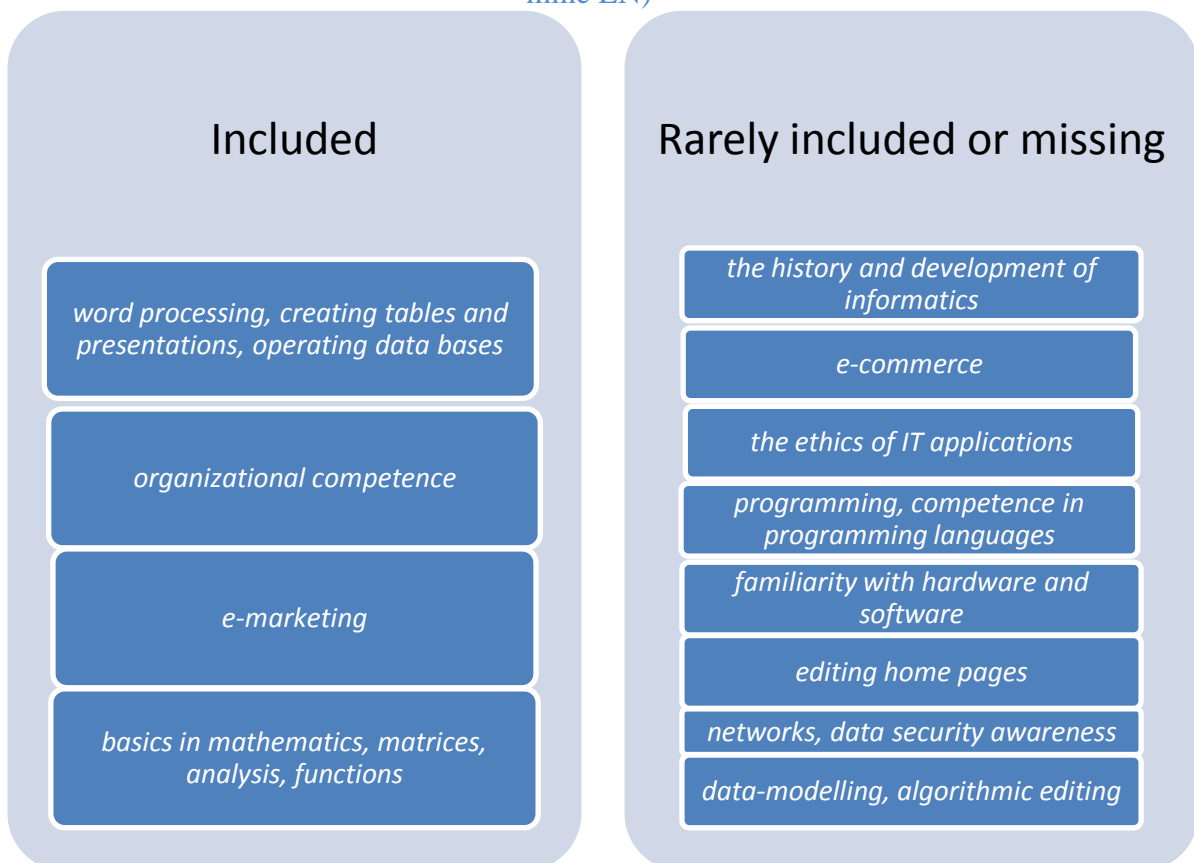 Included
word processing, creating tables and
presentations, operating data bases
organizational competence
e-marketing
basics in mathematics, matrices,
analysis, functions
Rarely included or missing
the history and development of
informatics
e-commerce
the ethics of IT applications
programming, competence in
programming languages
familiarity with hardware and
software
editing home pages
networks, data security awareness
data-modelling, algorithmic editing